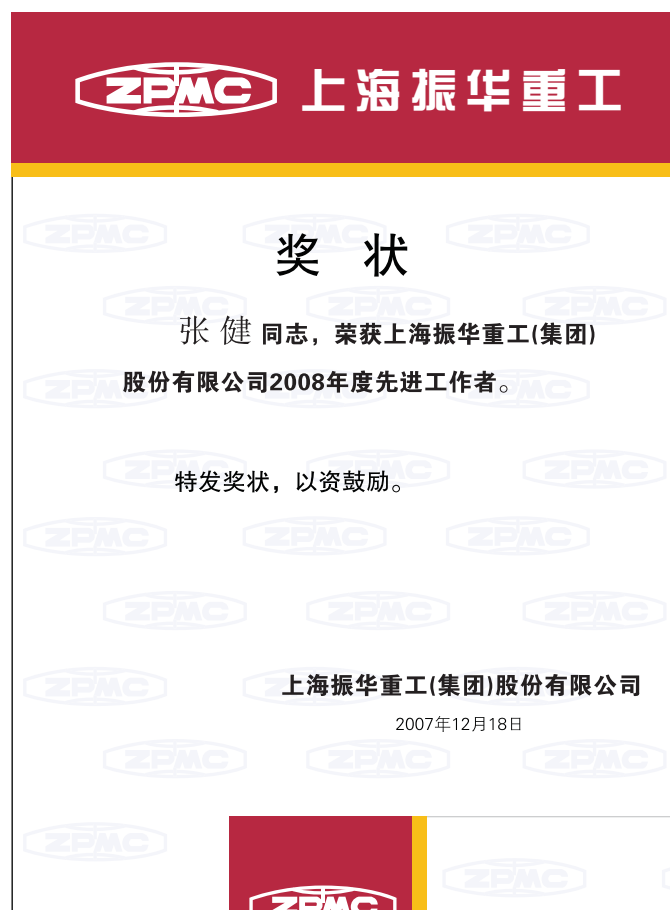 ZPMC 上海振华重工
奖 状
张 健 同志，荣获上海振华重工(集团)
股份有限公司2008年度先进工作者。
特发奖状，以资鼓励。
上海振华重工(集团)股份有限公司
2007年12月18日
ZPMC